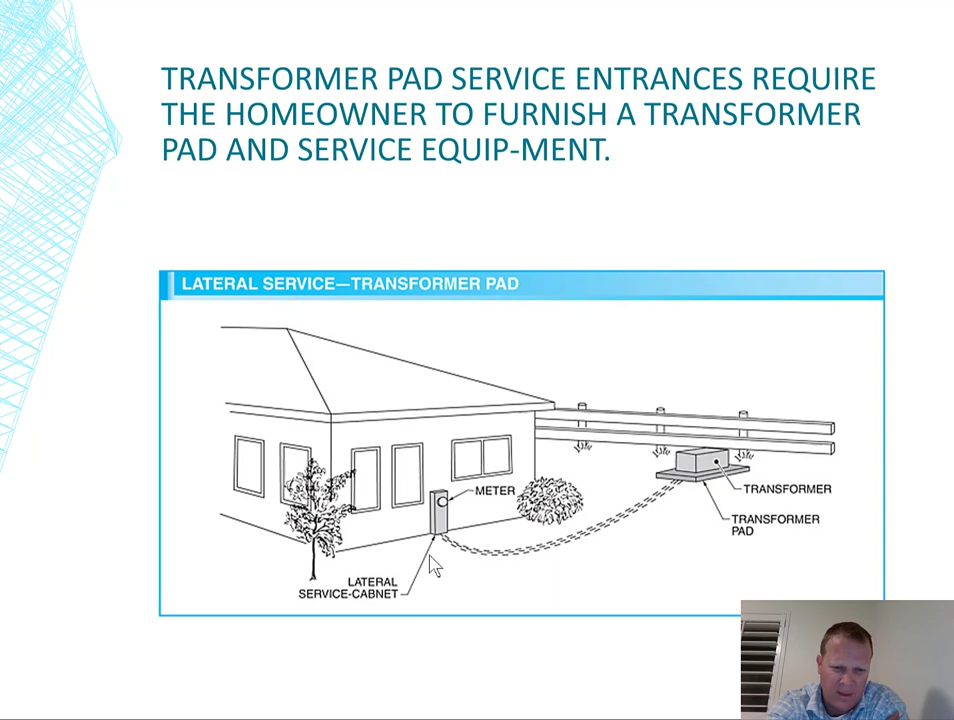 TRANSFORMER PAD SERVICE ENTRANCES REQUIRE
THE HOMEOWNER TO FURNISH A TRANSFORMER
PAD AND SERVICE EQUIP-MENT.
LATERAL SERVICE—TRANSFORMER PAD
METER
TRANSFORMER
TRANSFORMER
PAD
LATERAL
SERVICE-CABNET